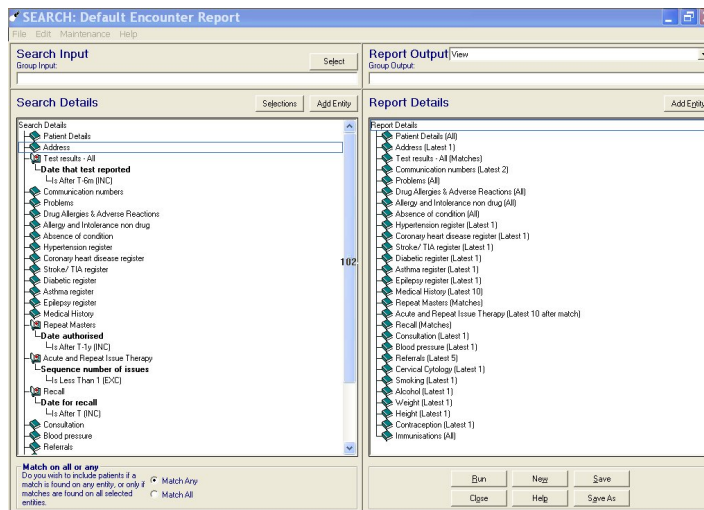 SEARCH: Default Encounter Report
File Edit Maintenance Help
Search Input
Group Input:
Select
Report Output View
Group Output:
Search Details
Selections
Add Entity
Search Details
Patient Details
Address
Test results - All
Date that test reported
Is After T-6m (INC)
Communication numbers
Problems
Drug Allergies & Adverse Reactions
Allergy and Intolerance non drug
Absence of condition
Hypertension register
Coronary heart disease register
Stroke/ TIA register
Diabetic register
Asthma register
Epilepsy register
Medical History
Repeat Masters
Date authorised
Is After T-1y (INC)
Acute and Repeat Issue Therapy
Sequence number of issues
Is Less Than 1 (EXC)
Recall
Date for recall
Is After T (INC)
Consultation
Blood pressure
Referrals
102
Match on all or any
Do you wish to include patients if a
match is found on any entity, or only if
matches are found on all selected
entities.
Match Any
Match All
Report Details
Add Entity
Report Details
Patient Details (All)
Address (Latest 1)
Test results - All (Matches)
Communication numbers (Latest 2)
Problems (All)
Drug Allergies & Adverse Reactions (All)
Allergy and Intolerance non drug (All)
Absence of condition (All)
Hypertension register (Latest 1)
Coronary heart disease register (Latest 1)
Stroke/ TIA register (Latest 1)
Diabetic register (Latest 1)
Asthma register (Latest 1)
Epilepsy register (Latest 1)
Medical History (Latest 10)
Repeat Masters (Matches)
Acute and Repeat Issue Therapy (Latest 10 after match)
Recall (Matches)
Consultation (Latest 1)
Blood pressure (Latest 1)
Referrals (Latest 5)
Cervical Cytology (Latest 1)
Smoking (Latest 1)
Alcohol (Latest 1)
Weight (Latest 1)
Height (Latest 1)
Contraception (Latest 1)
Immunisations (All)
Run New Save
Close Help Save As